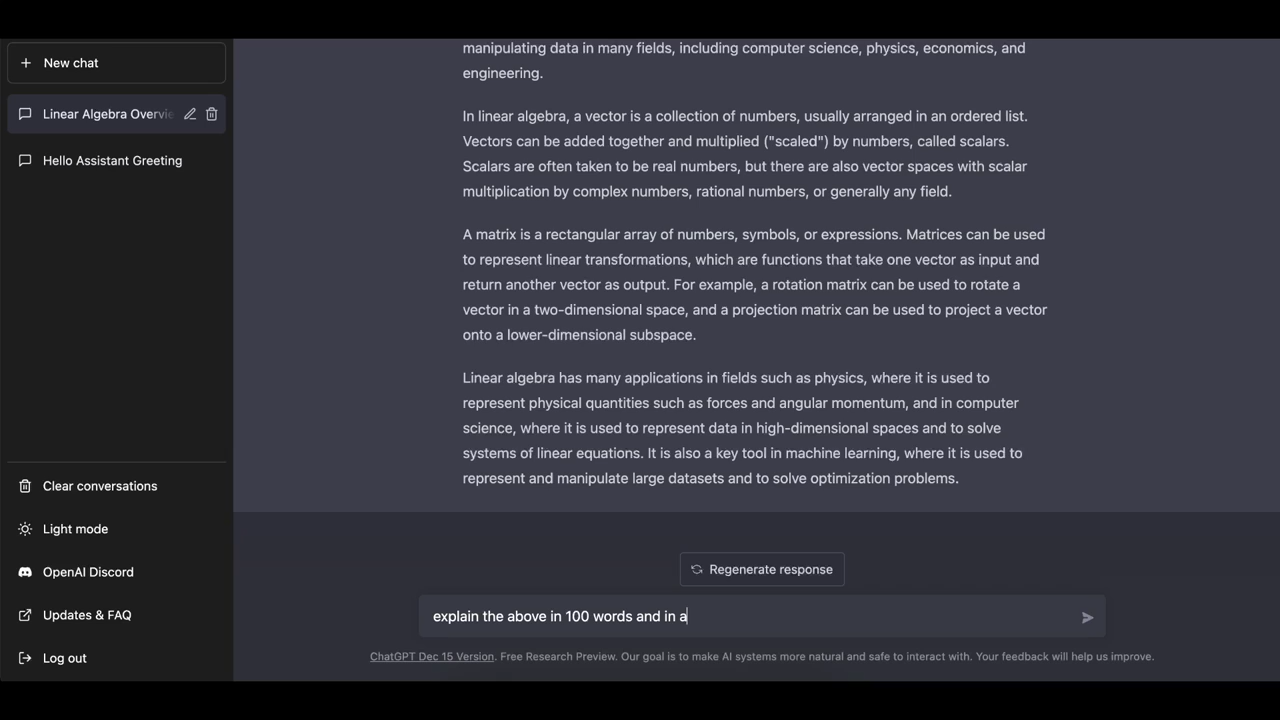 New chat
Linear Algebra Overvie
Hello Assistant Greeting
Clear conversations
Light mode
OpenAI Discord
Updates & FAQ
Log out
manipulating data in many fields, including computer science, physics, economics, and
engineering.
In linear algebra, a vector is a collection of numbers, usually arranged in an ordered list.
Vectors can be added together and multiplied ("scaled") by numbers, called scalars.
Scalars are often taken to be real numbers, but there are also vector spaces with scalar
multiplication by complex numbers, rational numbers, or generally any field.
A matrix is a rectangular array of numbers, symbols, or expressions. Matrices can be used
to represent linear transformations, which are functions that take one vector as input and
return another vector as output. For example, a rotation matrix can be used to rotate a
vector in a two-dimensional space, and a projection matrix can be used to project a vector
onto a lower-dimensional subspace.
Linear algebra has many applications in fields such as physics, where it is used to
represent physical quantities such as forces and angular momentum, and in computer
science, where it is used to represent data in high-dimensional spaces and to solve
systems of linear equations. It is also a key tool in machine learning, where it is used to
represent and manipulate large datasets and to solve optimization problems.
Regenerate response
explain the above in 100 words and in a
ChatGPT Dec 15 Version. Free Research Preview. Our goal is to make AI systems more natural and safe to interact with. Your feedback will help us improve.